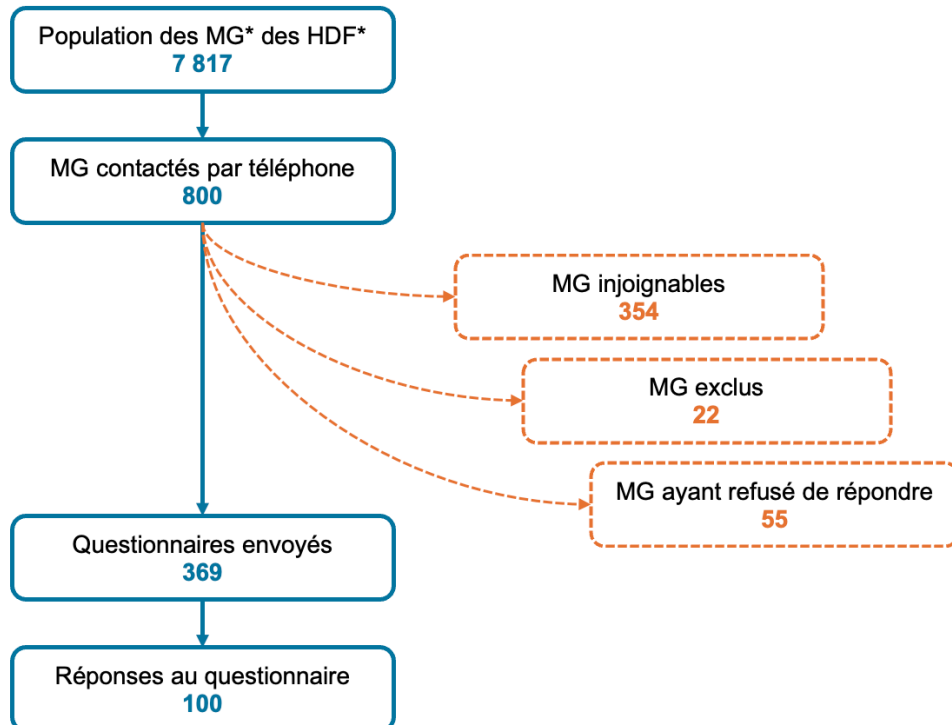 Population des MG* des HDF*
7 817
MG contactés par téléphone
800
MG injoignables
354
MG exclus
22
MG ayant refusé de répondre
55
Questionnaires envoyés
369
Réponses au questionnaire
100